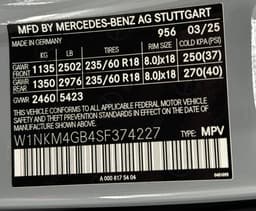 MFD BY MERCEDES-BENZ AG STUTTGART
MADE IN GERMANY 956 03/25
KG LB TIRES RIM SIZE COLD KPA(PSI)
GAWR FRONT 1135 2502 235/60 R18 8.0Jx18 250(37)
GAWR REAR 1350 2976 235/60 R18 8.0Jx18 270(40)
GVWR 2460 5423
THIS VEHICLE CONFORMS TO ALL APPLICABLE FEDERAL MOTOR VEHICLE
SAFETY AND THEFT PREVENTION STANDARDS IN EFFECT ON THE DATE OF
MANUFACTURE SHOWN ABOVE.
W1NKM4GB4SF374227 TYPE: MPV
A 000 817 54 04